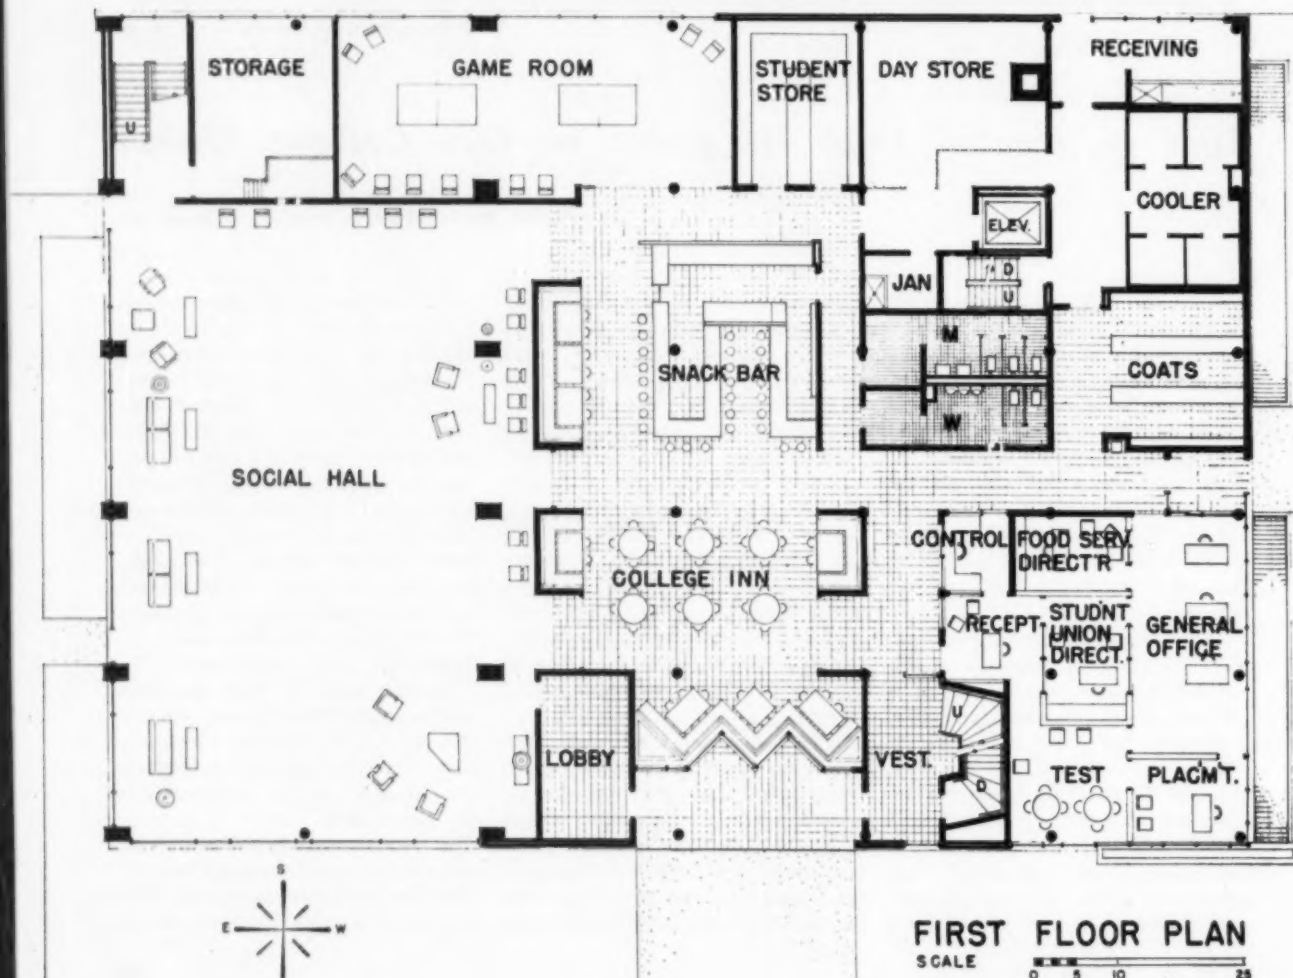 STORAGE
GAME ROOM
STUDENT
STORE
DAY STORE
RECEIVING
U
COOLER
ELEV.
JAN
D
U
M
SNACK BAR
COATS
W
SOCIAL HALL
CONTROL
FOOD SERV.
DIRECT'R
COLLEGE INN
RECEPT.
STUDNT
UNION
DIRECT.
GENERAL
OFFICE
U
LOBBY
VEST.
D
TEST
PLACM'T.
S
E
W
FIRST FLOOR PLAN
SCALE
0 5 10 25